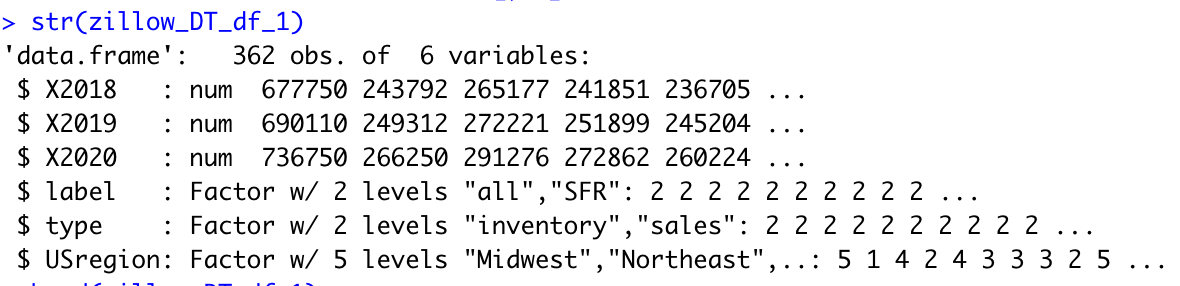 > str(zillow_DT_df_1)
'data.frame':   362 obs. of  6 variables:
 $ X2018   : num  677750 243792 265177 241851 236705 ...
 $ X2019   : num  690110 249312 272221 251899 245204 ...
 $ X2020   : num  736750 266250 291276 272862 260224 ...
 $ label   : Factor w/ 2 levels "all","SFR": 2 2 2 2 2 2 2 2 2 2 ...
 $ type    : Factor w/ 2 levels "inventory","sales": 2 2 2 2 2 2 2 2 2 2 ...
 $ USregion: Factor w/ 5 levels "Midwest","Northeast",..: 5 1 4 2 4 3 3 3 2 5 ...